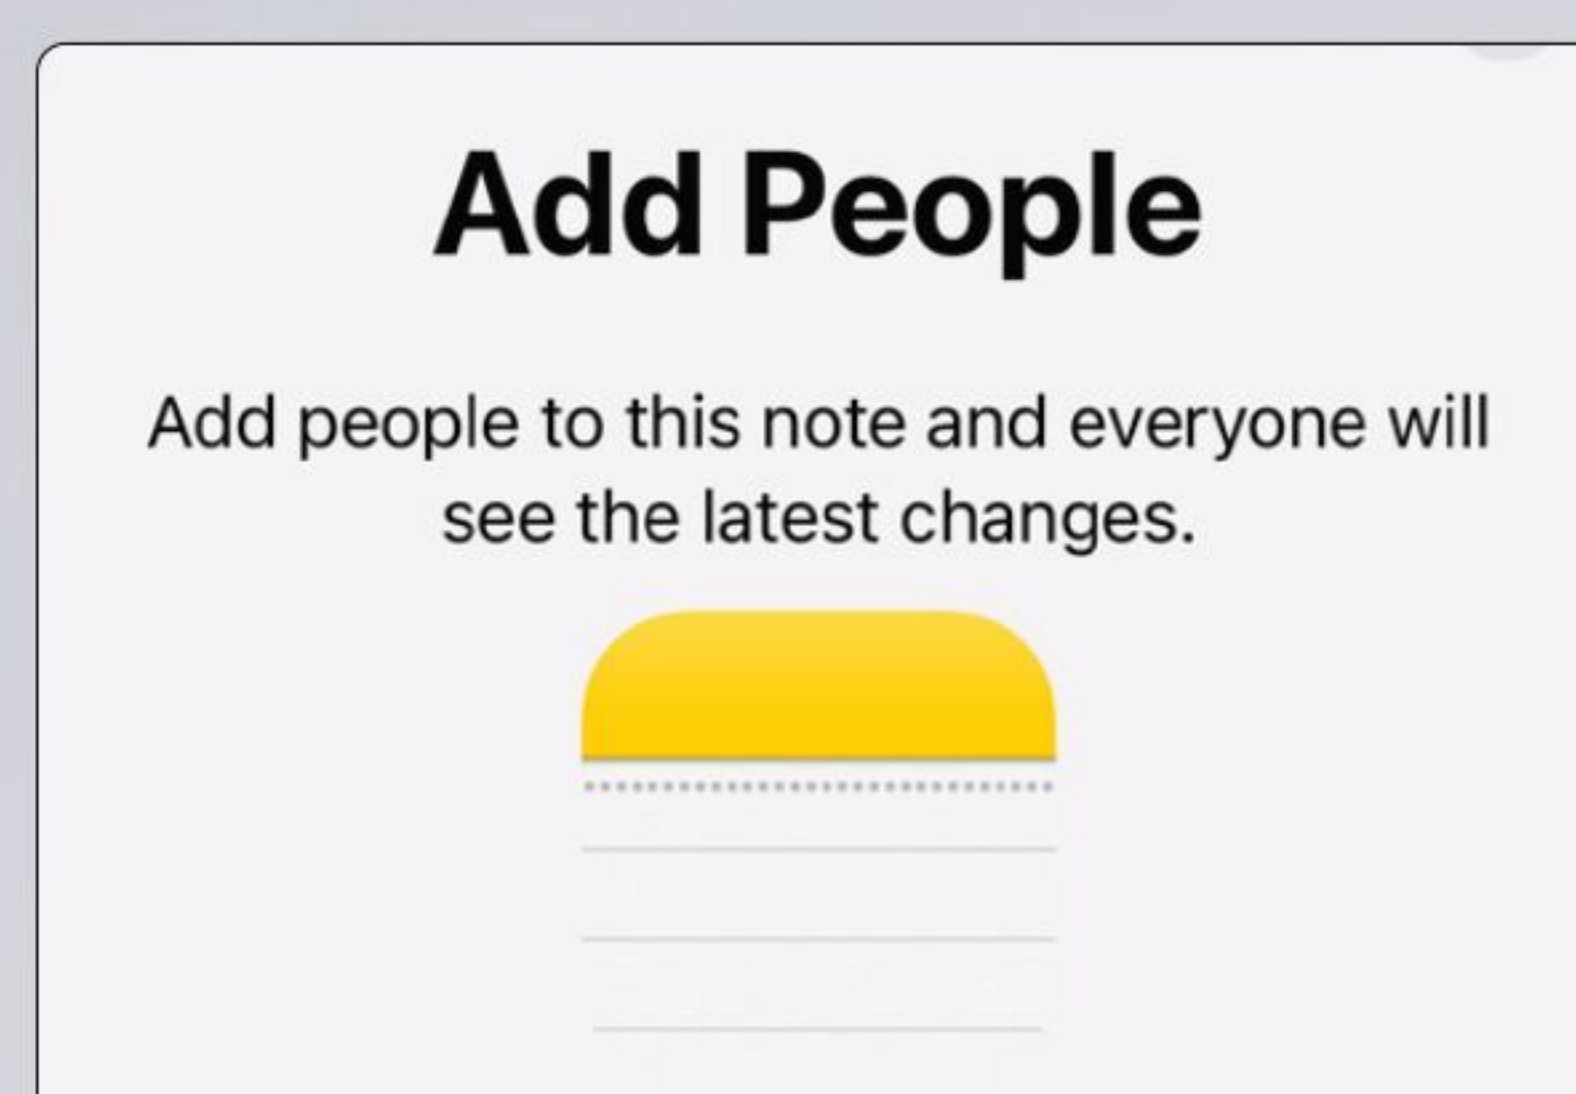 Add People
Add people to this note and everyone will
see the latest changes.